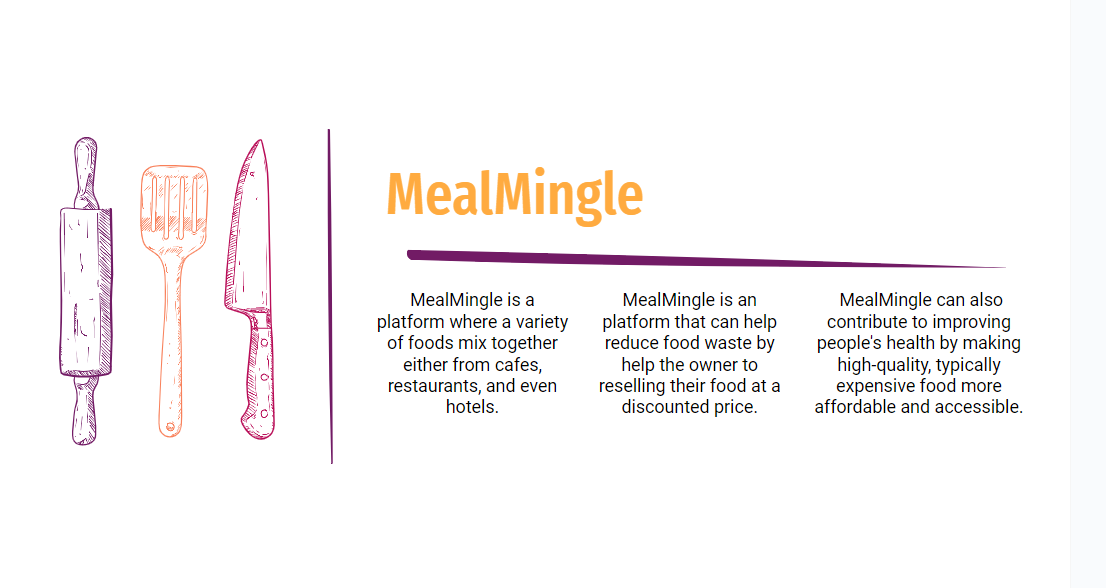 MealMingle
MealMingle is a
platform where a variety
of foods mix together
either from cafes,
restaurants, and even
hotels.
MealMingle is an
platform that can help
reduce food waste by
help the owner to
reselling their food at a
discounted price.
MealMingle can also
contribute to improving
people's health by making
high-quality, typically
expensive food more
affordable and accessible.